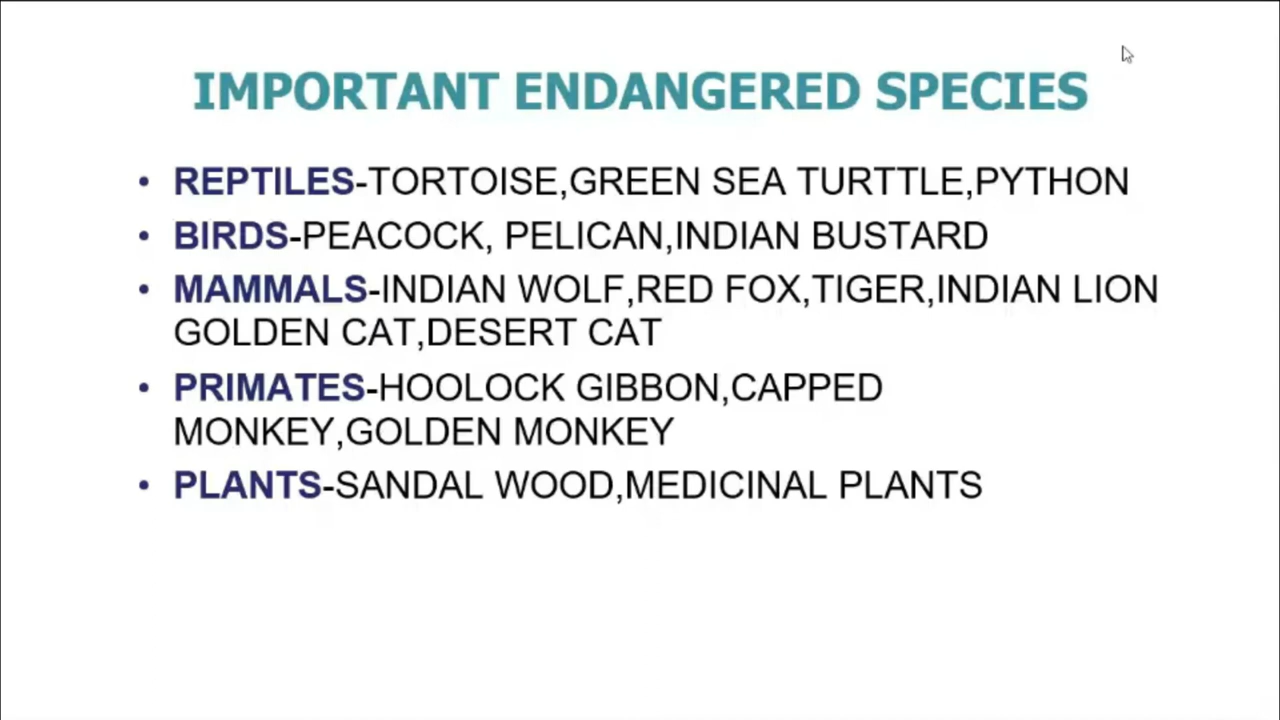 IMPORTANT ENDANGERED SPECIES
• REPTILES-TORTOISE,GREEN SEA TURTTLE,PYTHON
• BIRDS-PEACOCK, PELICAN,INDIAN BUSTARD
• MAMMALS-INDIAN WOLF,RED FOX,TIGER,INDIAN LION
GOLDEN CAT,DESERT CAT
• PRIMATES-HOOLOCK GIBBON,CAPPED
MONKEY,GOLDEN MONKEY
• PLANTS-SANDAL WOOD,MEDICINAL PLANTS